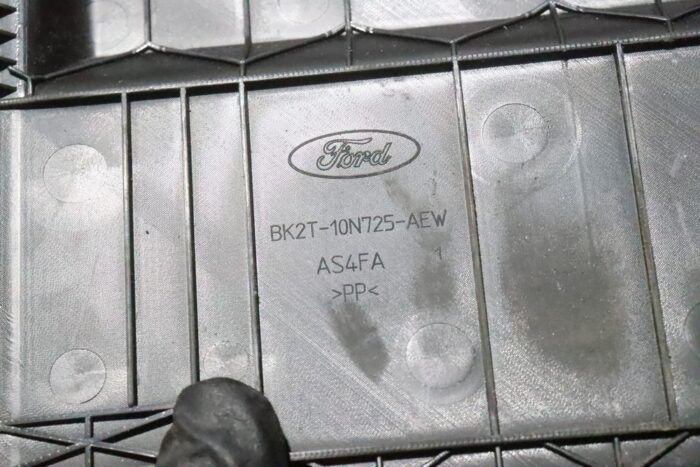 Ford
BK2T-10N725-AEW
AS4FA
>PP<